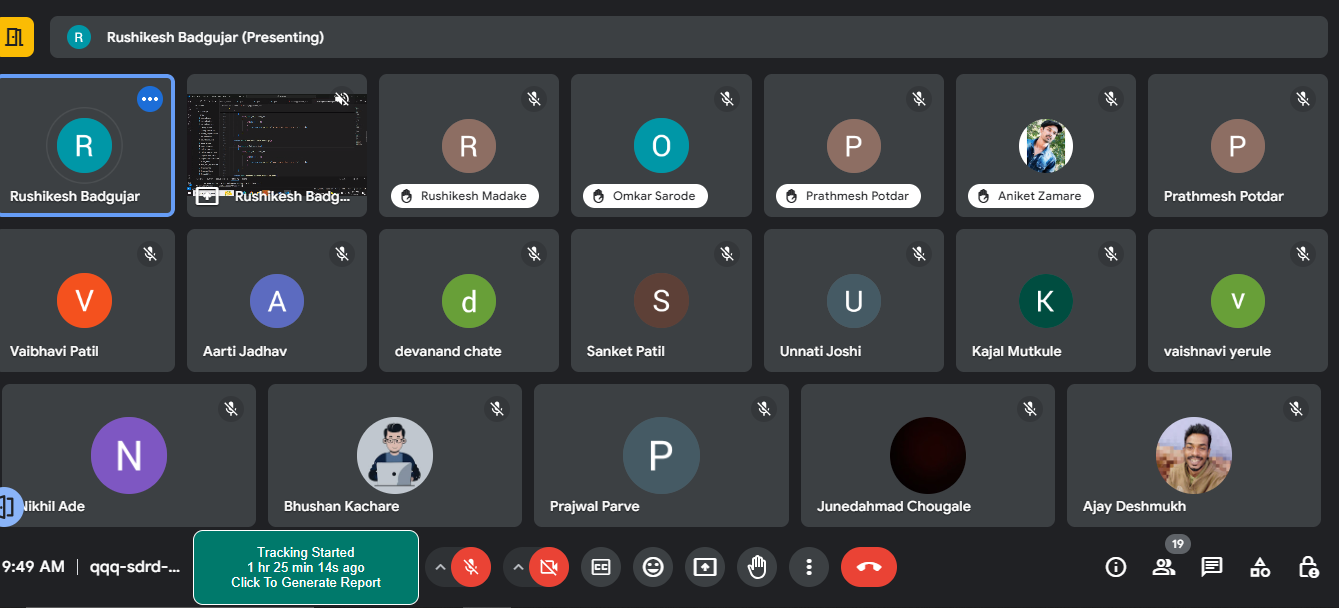 R Rushikesh Badgujar (Presenting)
R
Rushikesh Badgujar
Rushikesh Badg...
R
Rushikesh Madake
O
Omkar Sarode
P
Prathmesh Potdar
Aniket Zamare
P
Prathmesh Potdar
V
Vaibhavi Patil
A
Aarti Jadhav
d
devanand chate
S
Sanket Patil
U
Unnati Joshi
K
Kajal Mutkule
v
vaishnavi yerule
N
Nikhil Ade
Bhushan Kachare
P
Prajwal Parve
Junedahmad Chougale
Ajay Deshmukh
9:49 AM | qqq-sdrd-...
Tracking Started
1 hr 25 min 14s ago
Click To Generate Report
CC
19